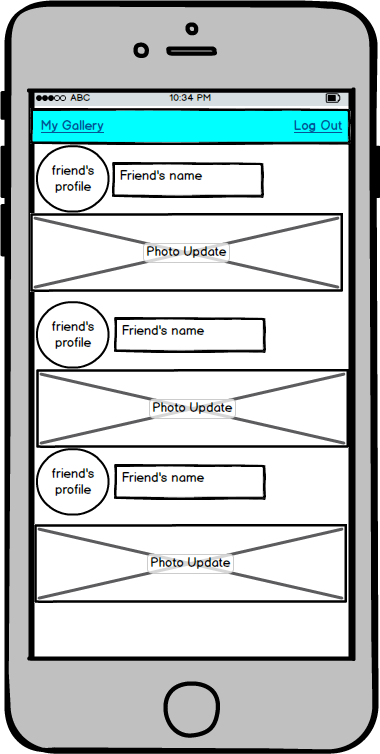 ABC 10:34 PM
My Gallery Log Out
friend's
profile
Friend's name
Photo Update
friend's
profile
Friend's name
Photo Update
friend's
profile
Friend's name
Photo Update